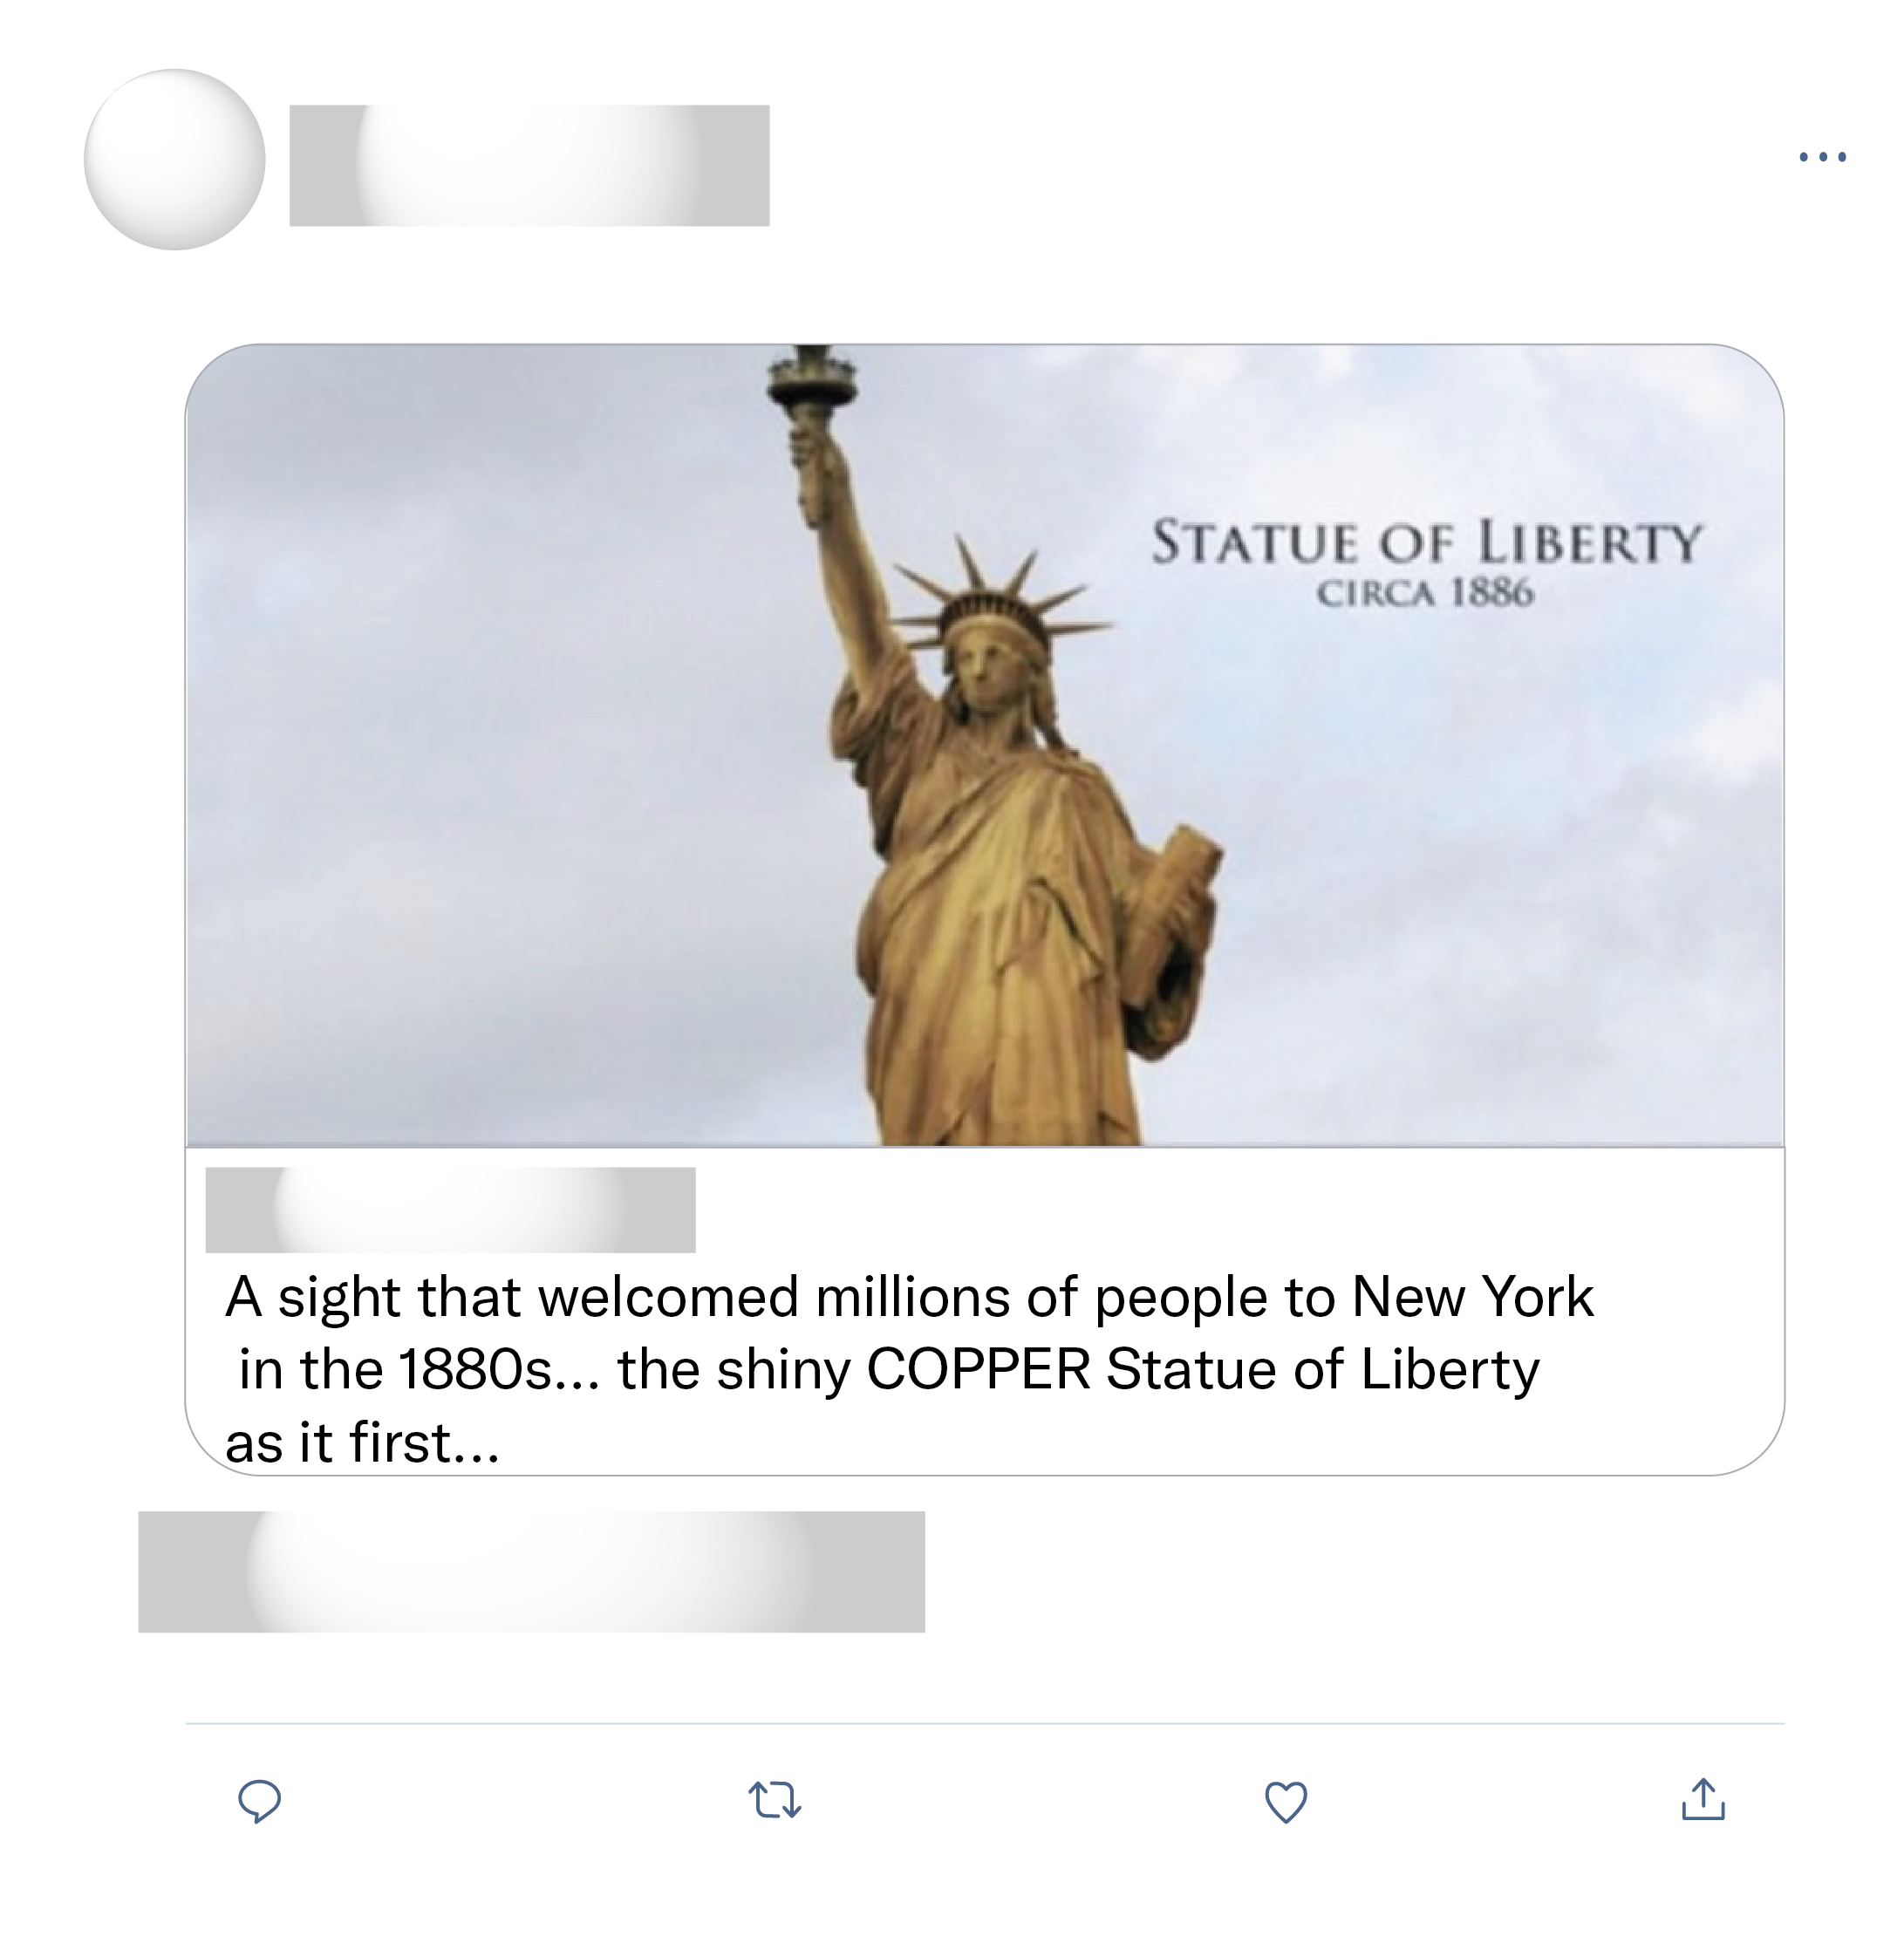 STATUE OF LIBERTY
CIRCA 1886
A sight that welcomed millions of people to New York
in the 1880s... the shiny COPPER Statue of Liberty
as it first...